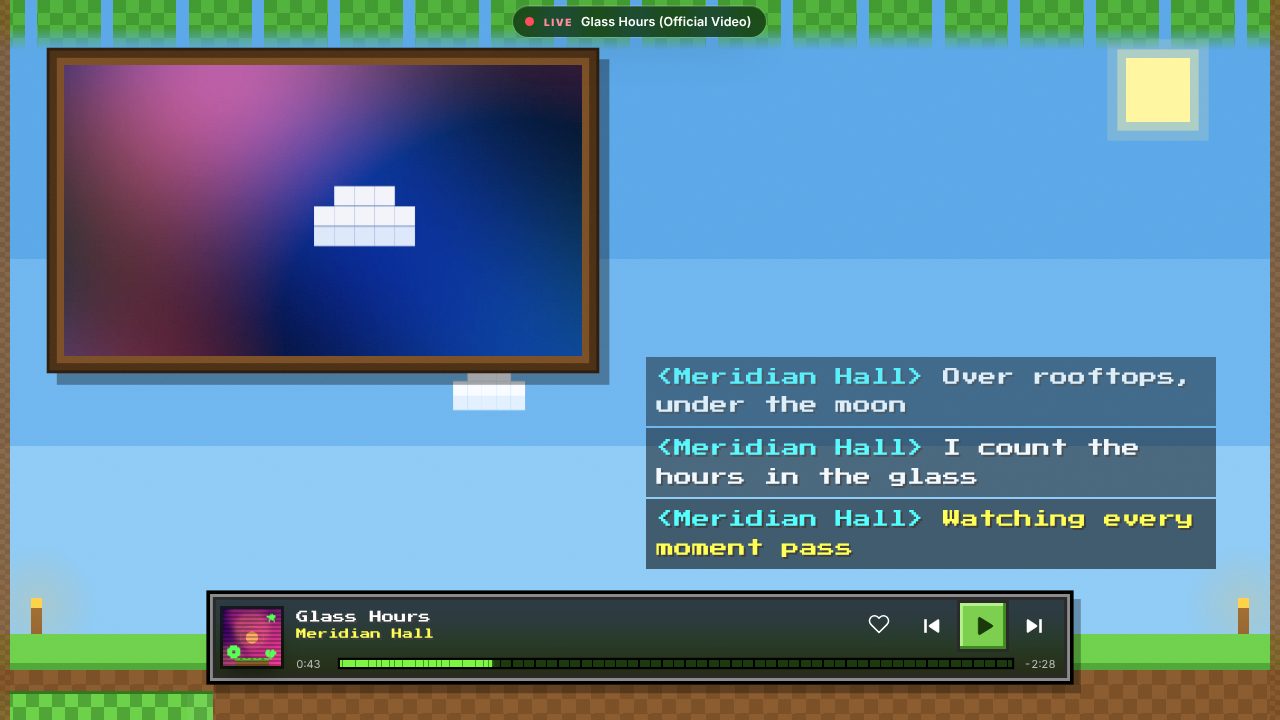 LIVE Glass Hours (Official Video)
<Meridian Hall> Over rooftops,
under the moon
<Meridian Hall> I count the
hours in the glass
<Meridian Hall> Watching every
moment pass
Glass Hours
Meridian Hall
0:43
-2:28